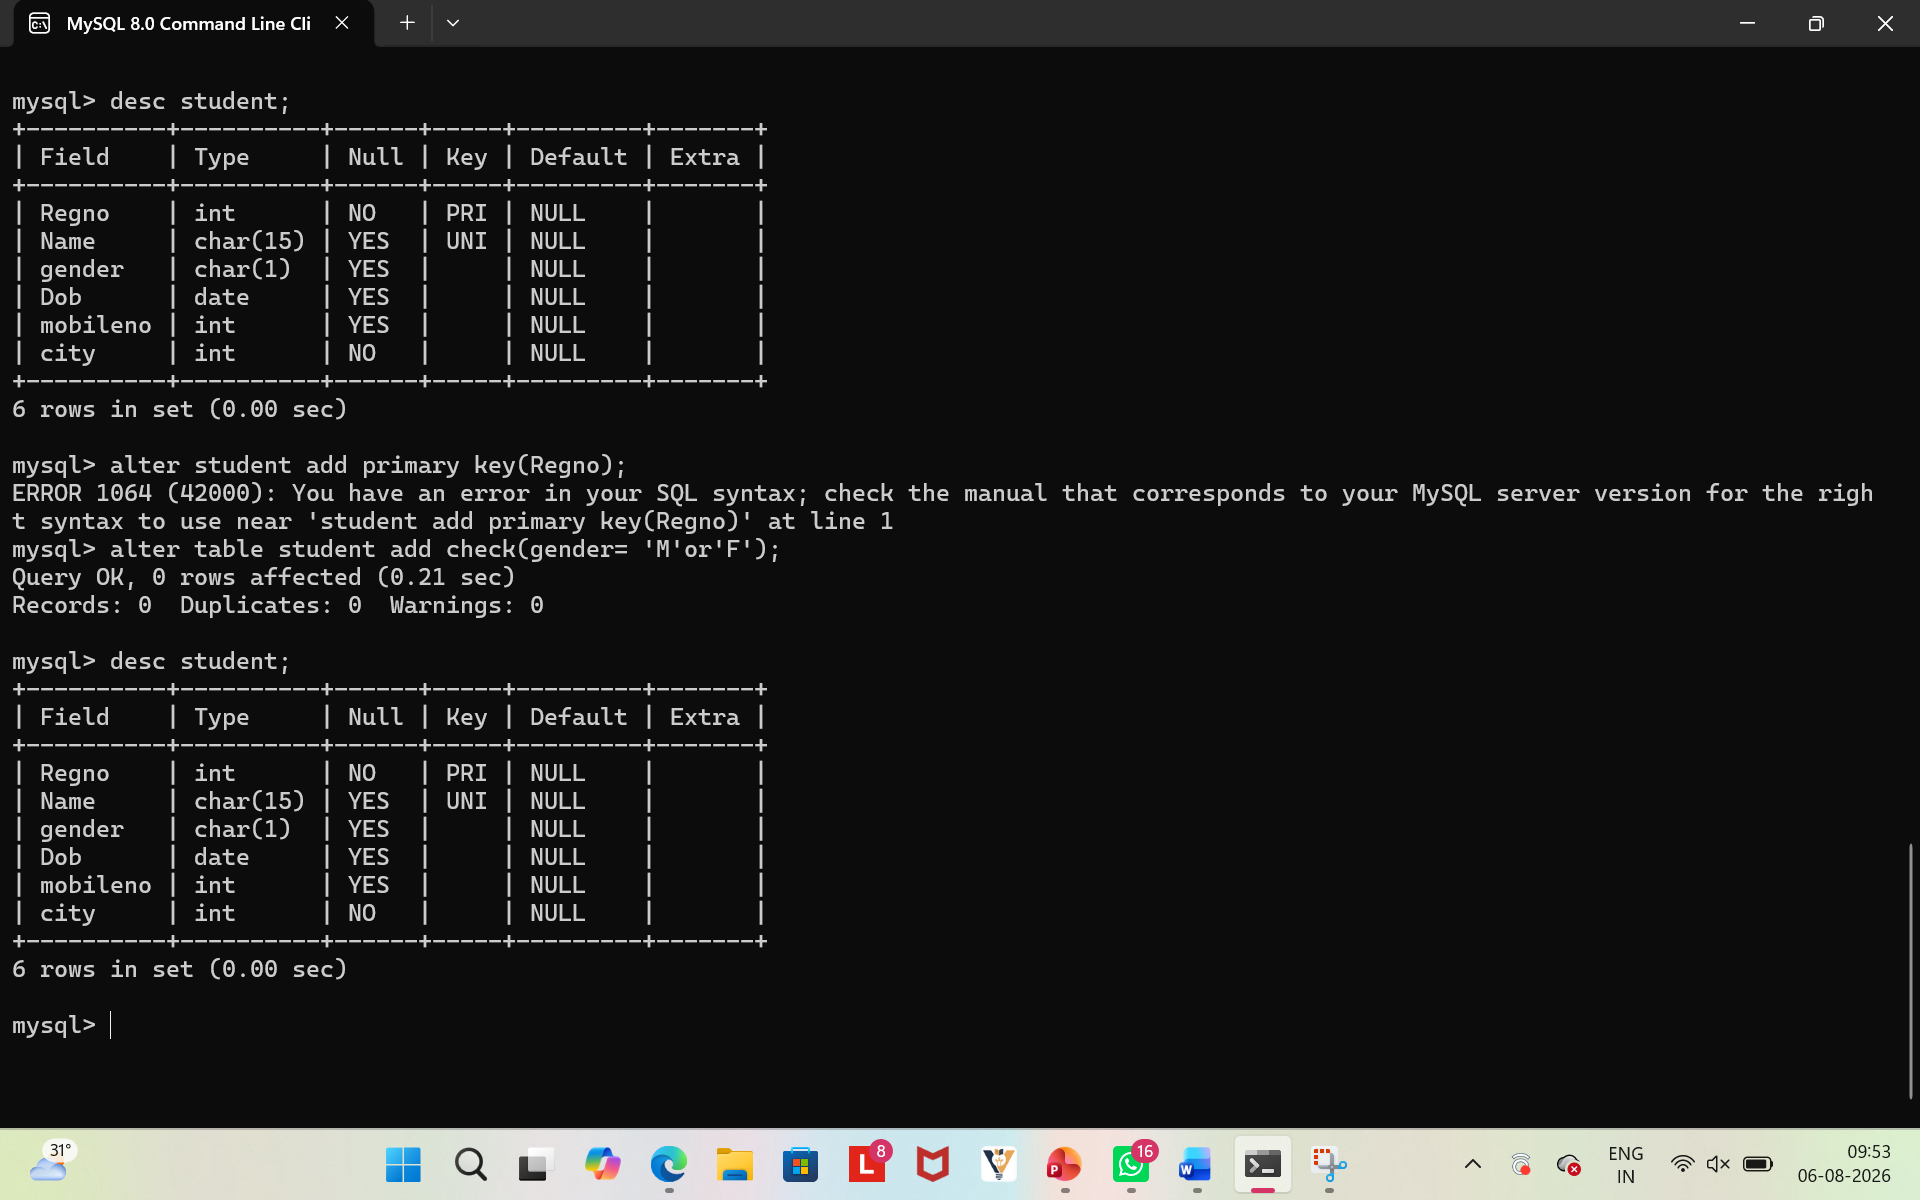 MySQL 8.0 Command Line Cli
mysql> desc student;
+----------+----------+------+-----+---------+-------+
| Field    | Type     | Null | Key | Default | Extra |
+----------+----------+------+-----+---------+-------+
| Regno    | int      | NO   | PRI | NULL    |       |
| Name     | char(15) | YES  | UNI | NULL    |       |
| gender   | char(1)  | YES  |     | NULL    |       |
| Dob      | date     | YES  |     | NULL    |       |
| mobileno | int      | YES  |     | NULL    |       |
| city     | int      | NO   |     | NULL    |       |
+----------+----------+------+-----+---------+-------+
6 rows in set (0.00 sec)
mysql> alter student add primary key(Regno);
ERROR 1064 (42000): You have an error in your SQL syntax; check the manual that corresponds to your MySQL server version for the righ
t syntax to use near 'student add primary key(Regno)' at line 1
mysql> alter table student add check(gender= 'M'or'F');
Query OK, 0 rows affected (0.21 sec)
Records: 0  Duplicates: 0  Warnings: 0
mysql> desc student;
+----------+----------+------+-----+---------+-------+
| Field    | Type     | Null | Key | Default | Extra |
+----------+----------+------+-----+---------+-------+
| Regno    | int      | NO   | PRI | NULL    |       |
| Name     | char(15) | YES  | UNI | NULL    |       |
| gender   | char(1)  | YES  |     | NULL    |       |
| Dob      | date     | YES  |     | NULL    |       |
| mobileno | int      | YES  |     | NULL    |       |
| city     | int      | NO   |     | NULL    |       |
+----------+----------+------+-----+---------+-------+
6 rows in set (0.00 sec)
mysql>
31°
8
L
P
16
W
ENG
IN
09:53
06-08-2026